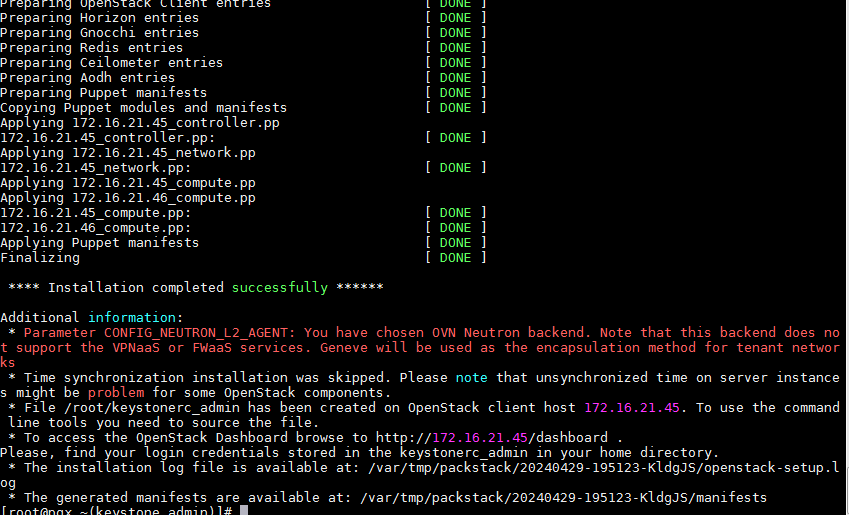 Preparing OpenStack Client entries [ DONE ]
Preparing Horizon entries [ DONE ]
Preparing Gnocchi entries [ DONE ]
Preparing Redis entries [ DONE ]
Preparing Ceilometer entries [ DONE ]
Preparing Aodh entries [ DONE ]
Preparing Puppet manifests [ DONE ]
Copying Puppet modules and manifests [ DONE ]
Applying 172.16.21.45_controller.pp
172.16.21.45_controller.pp: [ DONE ]
Applying 172.16.21.45_network.pp
172.16.21.45_network.pp: [ DONE ]
Applying 172.16.21.45_compute.pp
Applying 172.16.21.46_compute.pp
172.16.21.45_compute.pp: [ DONE ]
172.16.21.46_compute.pp: [ DONE ]
Applying Puppet manifests [ DONE ]
Finalizing [ DONE ]
**** Installation completed successfully ******
Additional information:
* Parameter CONFIG_NEUTRON_L2_AGENT: You have chosen OVN Neutron backend. Note that this backend does no
t support the VPNaaS or FWaaS services. Geneve will be used as the encapsulation method for tenant networ
ks
* Time synchronization installation was skipped. Please note that unsynchronized time on server instance
s might be problem for some OpenStack components.
* File /root/keystonerc_admin has been created on OpenStack client host 172.16.21.45. To use the command
line tools you need to source the file.
* To access the OpenStack Dashboard browse to http://172.16.21.45/dashboard .
Please, find your login credentials stored in the keystonerc_admin in your home directory.
* The installation log file is available at: /var/tmp/packstack/20240429-195123-KldgJS/openstack-setup.l
og
* The generated manifests are available at: /var/tmp/packstack/20240429-195123-KldgJS/manifests
[root@pgx ~(keystone_admin)]#